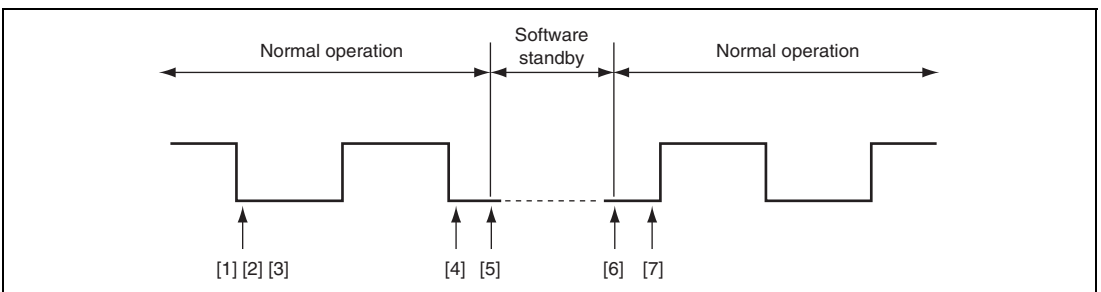 Normal operation
Software
standby
Normal operation
[1] [2] [3]
[4] [5]
[6] [7]